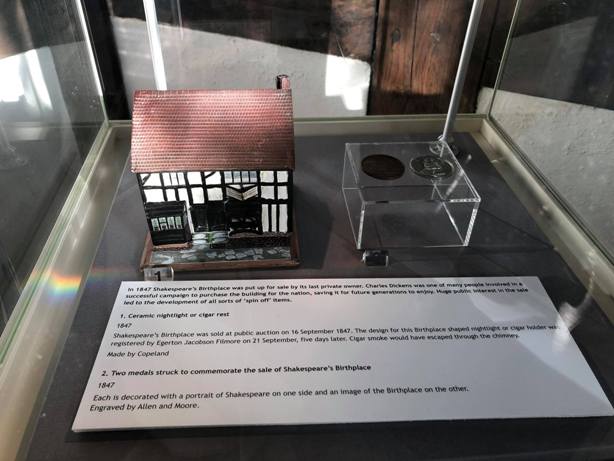 1
In 1847 Shakespeare's Birthplace was put up for sale by its last private owner. Charles Dickens was one of many people involved in a
successful campaign to purchase the building for the nation, saving it for future generations to enjoy. Huge public interest in the sale
led to the development of all sorts of 'spin off' items.
1. Ceramic nightlight or cigar rest
1847
Shakespeare's Birthplace was sold at public auction on 16 September 1847. The design for this Birthplace shaped nightlight or cigar holder was
registered by Egerton Jacobson Filmore on 21 September, five days later. Cigar smoke would have escaped through the chimney.
Made by Copeland
2. Two medals struck to commemorate the sale of Shakespeare's Birthplace
1847
Each is decorated with a portrait of Shakespeare on one side and an image of the Birthplace on the other.
Engraved by Allen and Moore.